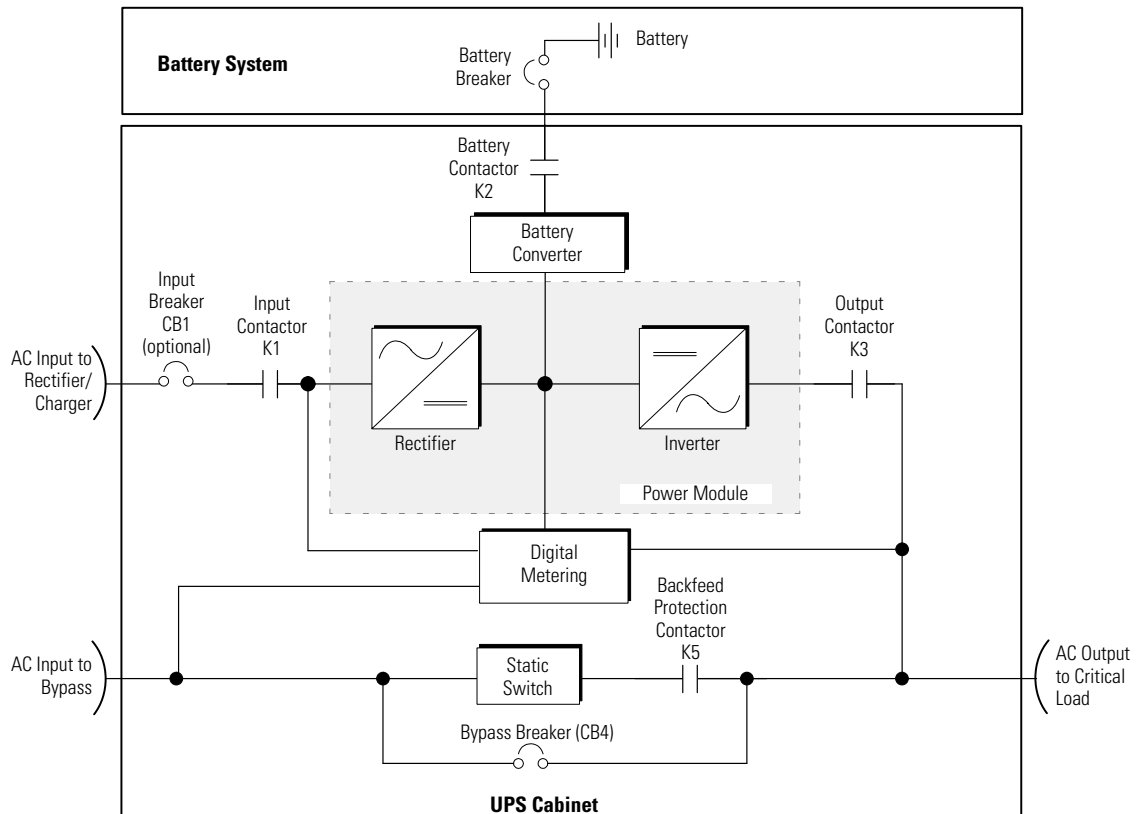 Battery System
Battery
Breaker
Battery
Battery
Contactor
K2
Battery
Converter
Input
Breaker
CB1
(optional)
Input
Contactor
K1
Output
Contactor
K3
AC Input to
Rectifier/
Charger
Rectifier
Inverter
Power Module
Digital
Metering
Backfeed
Protection
Contactor
K5
AC Input to
Bypass
Static
Switch
AC Output
to Critical
Load
Bypass Breaker (CB4)
UPS Cabinet